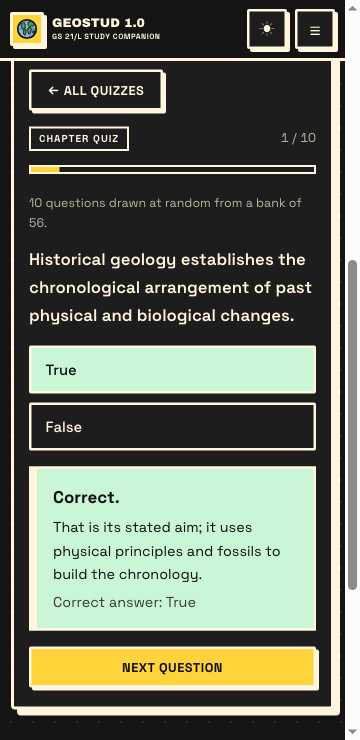 GEOSTUD 1.0
GS 21/L STUDY COMPANION
← ALL QUIZZES
CHAPTER QUIZ
1 / 10
10 questions drawn at random from a bank of
56.
Historical geology establishes the
chronological arrangement of past
physical and biological changes.
True
False
Correct.
That is its stated aim; it uses
physical principles and fossils to
build the chronology.
Correct answer: True
NEXT QUESTION